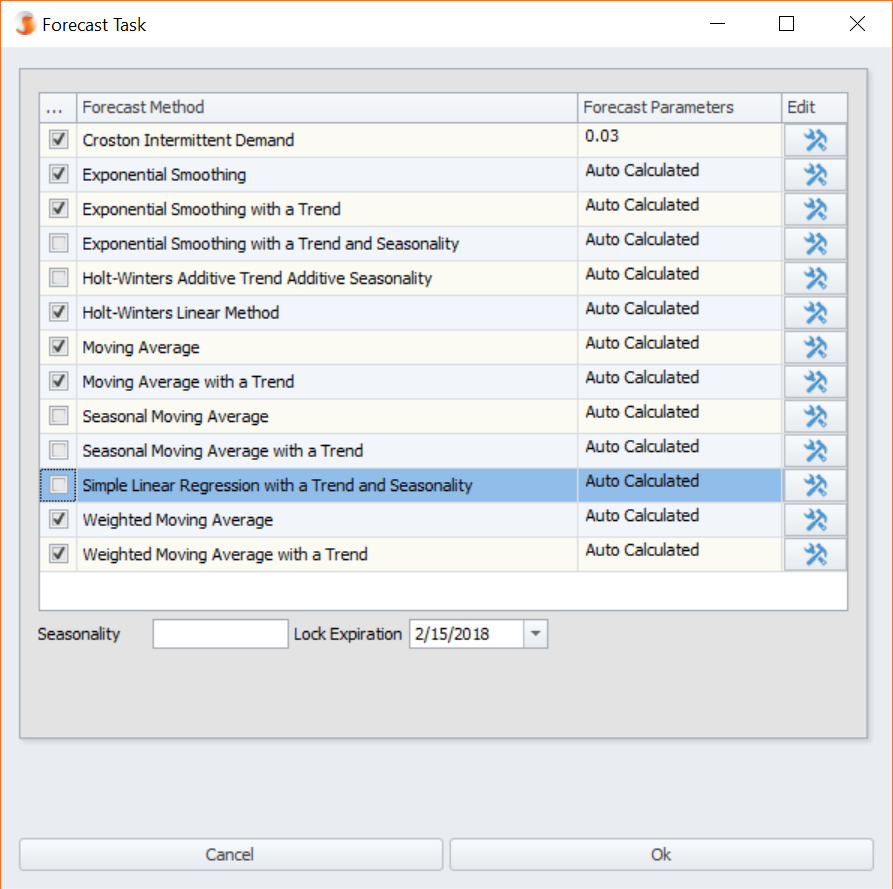 Forecast Task
... Forecast Method Forecast Parameters Edit
Croston Intermittent Demand 0.03
Exponential Smoothing Auto Calculated
Exponential Smoothing with a Trend Auto Calculated
Exponential Smoothing with a Trend and Seasonality Auto Calculated
Holt-Winters Additive Trend Additive Seasonality Auto Calculated
Holt-Winters Linear Method Auto Calculated
Moving Average Auto Calculated
Moving Average with a Trend Auto Calculated
Seasonal Moving Average Auto Calculated
Seasonal Moving Average with a Trend Auto Calculated
Simple Linear Regression with a Trend and Seasonality Auto Calculated
Weighted Moving Average Auto Calculated
Weighted Moving Average with a Trend Auto Calculated
Seasonality Lock Expiration 2/15/2018
Cancel Ok